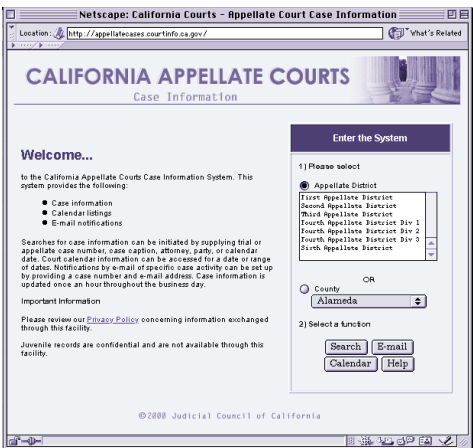 Netscape: California Courts - Appellate Court Case Information
Location: http://appellatecases.courtinfo.ca.gov/ What's Related
CALIFORNIA APPELLATE COURTS
Case Information
Welcome...
to the California Appellate Courts Case Information System. This
system provides the following:
● Case information
● Calendar listings
● E-mail notifications
Searches for case information can be initiated by supplying trial or
appellate case number, case caption, attorney, party, or calendar
date. Court calendar information can be accessed for a date or range
of dates. Notifications by e-mail of specific case activity can be set up
by providing a case number and e-mail address. Case information is
updated once an hour throughout the business day.
Important Information
Please review our Privacy Policy concerning information exchanged
through this facility.
Juvenile records are confidential and are not available through this
facility.
Enter the System
1) Please select
Appellate District
First Appellate District
Second Appellate District
Third Appellate District
Fourth Appellate District Div 1
Fourth Appellate District Div 2
Fourth Appellate District Div 3
Sixth Appellate District
OR
County
Alameda
2) Select a function
Search E-mail
Calendar Help
©2000 Judicial Council of California